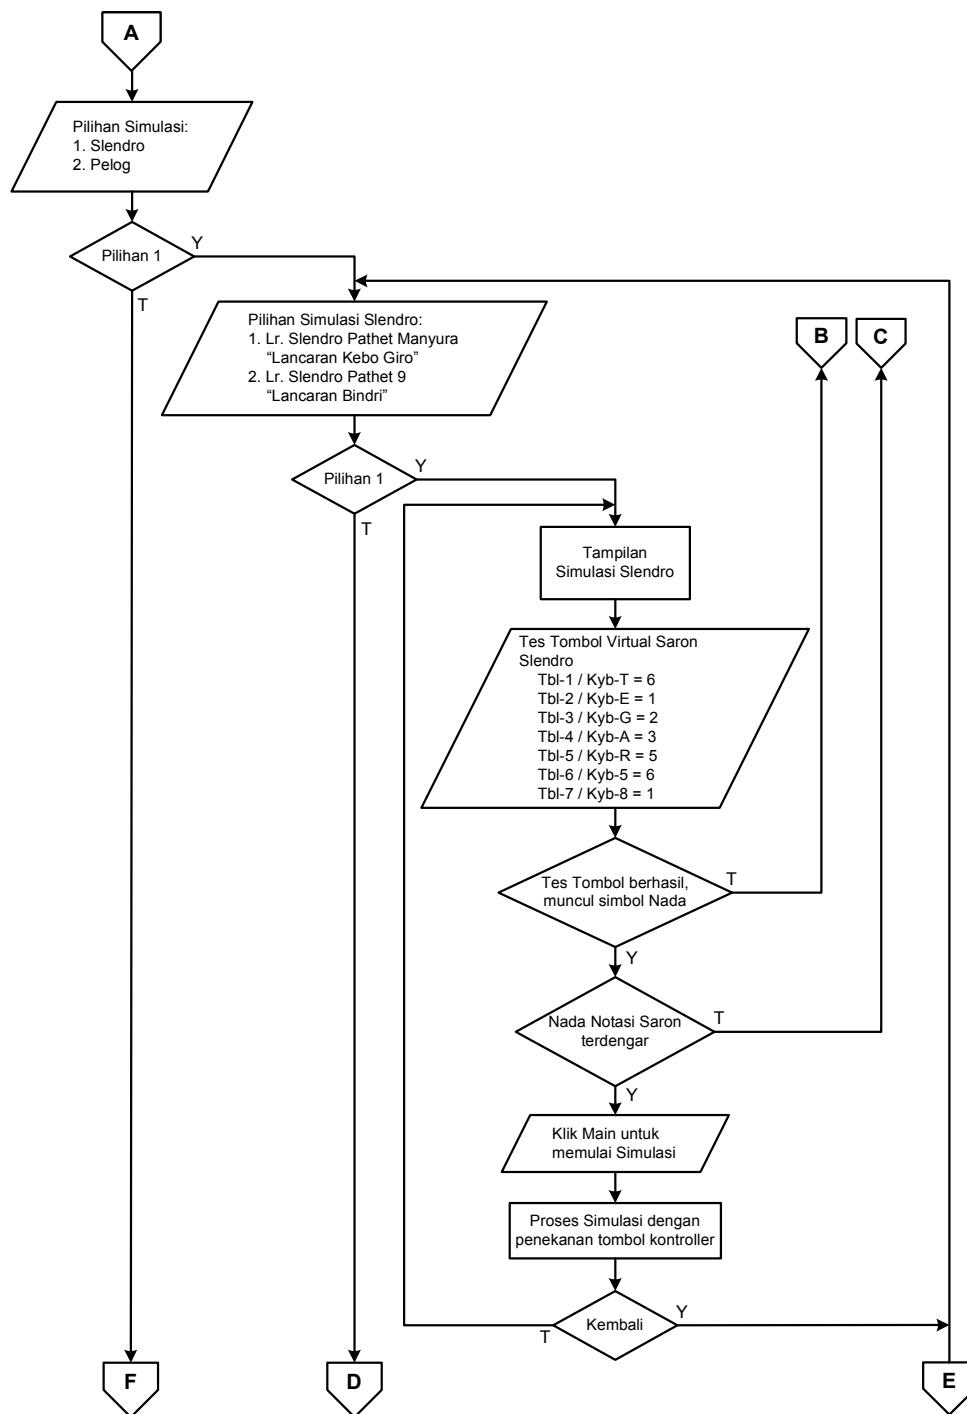 A
Pilihan Simulasi:
1. Slendro
2. Pelog
Pilihan 1
Y
T
Pilihan Simulasi Slendro:
1. Lr. Slendro Pathet Manyura
“Lancaran Kebo Giro”
2. Lr. Slendro Pathet 9
“Lancaran Bindri”
B
C
Pilihan 1
Y
T
Tampilan
Simulasi Slendro
Tes Tombol Virtual Saron
Slendro
Tbl-1 / Kyb-T = 6
Tbl-2 / Kyb-E = 1
Tbl-3 / Kyb-G = 2
Tbl-4 / Kyb-A = 3
Tbl-5 / Kyb-R = 5
Tbl-6 / Kyb-5 = 6
Tbl-7 / Kyb-8 = 1
Tes Tombol berhasil,
muncul simbol Nada
T
Y
Nada Notasi Saron
terdengar
T
Y
Klik Main untuk
memulai Simulasi
Proses Simulasi dengan
penekanan tombol kontroller
Kembali
Y
T
F
D
E